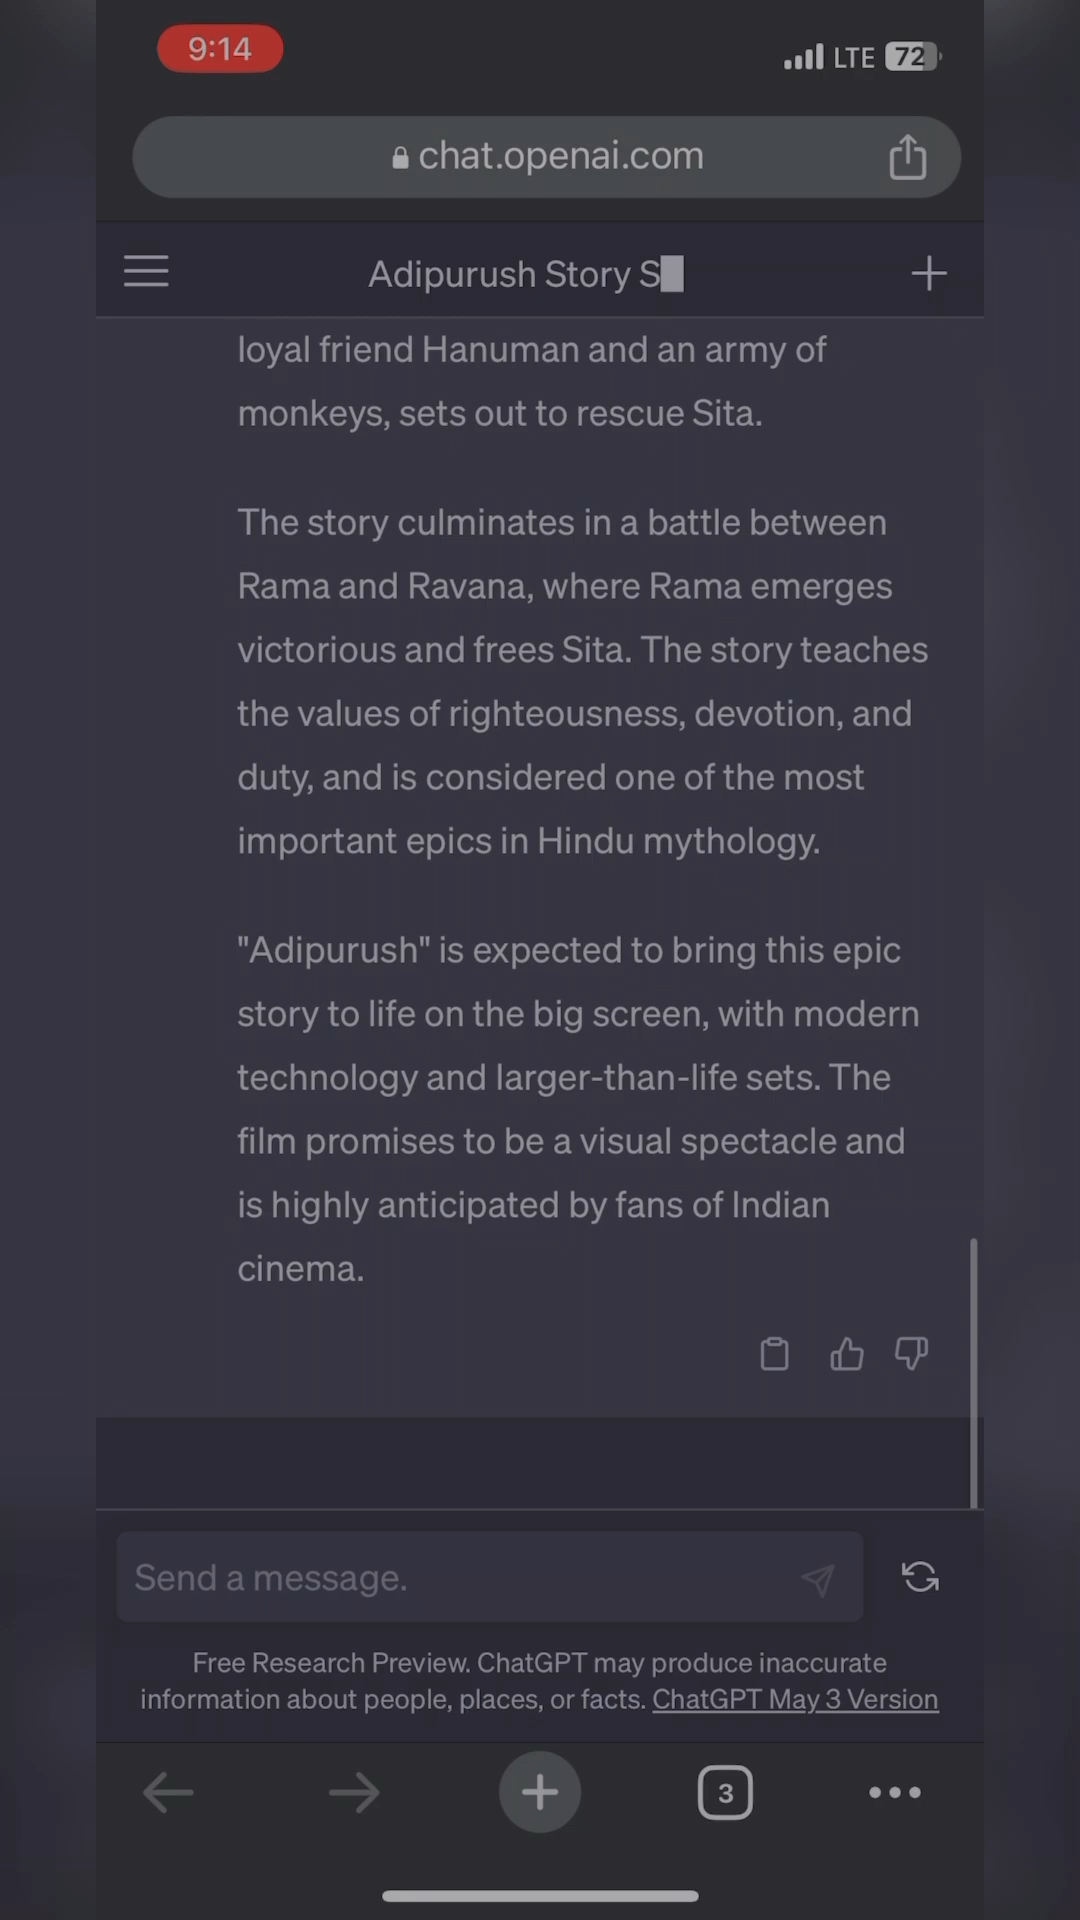 9:14
LTE 72
chat.openai.com
Adipurush Story S
loyal friend Hanuman and an army of
monkeys, sets out to rescue Sita.
The story culminates in a battle between
Rama and Ravana, where Rama emerges
victorious and frees Sita. The story teaches
the values of righteousness, devotion, and
duty, and is considered one of the most
important epics in Hindu mythology.
"Adipurush" is expected to bring this epic
story to life on the big screen, with modern
technology and larger-than-life sets. The
film promises to be a visual spectacle and
is highly anticipated by fans of Indian
cinema.
Send a message.
Free Research Preview. ChatGPT may produce inaccurate
information about people, places, or facts. ChatGPT May 3 Version
3